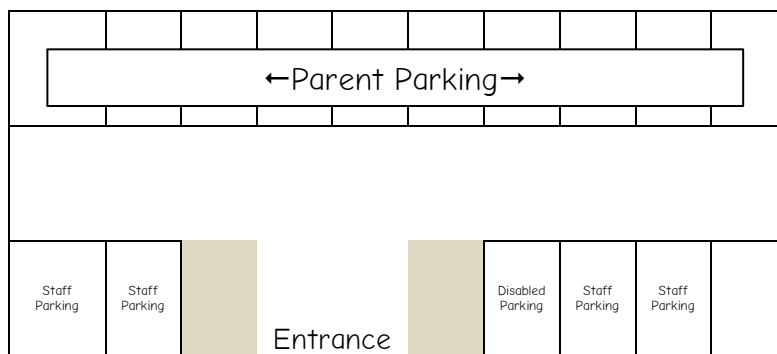 ←Parent Parking→
Staff
Parking
Staff
Parking
Disabled
Parking
Staff
Parking
Staff
Parking
Entrance